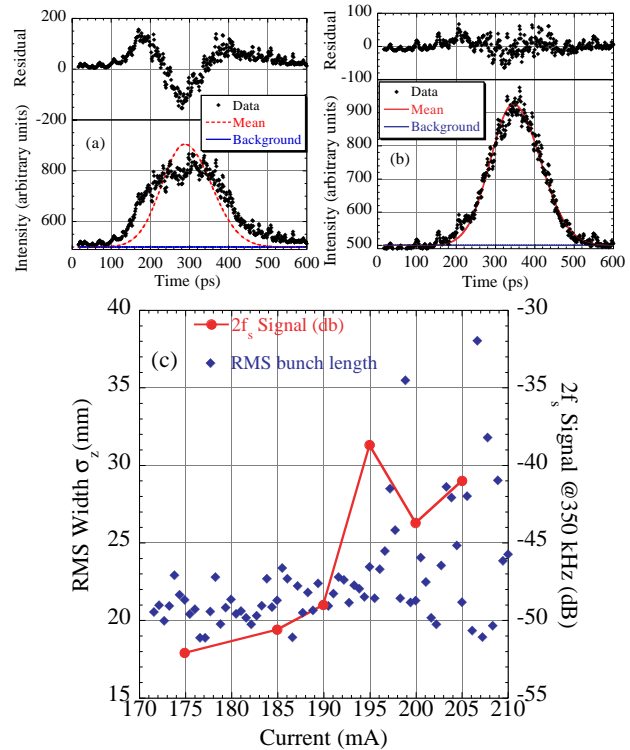 200
0
-200
Residual
Data
Mean
Background
(a)
800
600
Intensity (arbitrary units)
0 100 200 300 400 500 600
Time (ps)
100
0
-100
Residual
Data
Mean
Background
(b)
900
800
700
600
500
Intensity (arbitrary units)
0 100 200 300 400 500 600
Time (ps)
(c)
2f_s Signal (db)
RMS bunch length
40
35
30
25
20
15
RMS Width σ_z (mm)
-30
-35
-40
-45
-50
-55
2f_s Signal @350 kHz (dB)
170 175 180 185 190 195 200 205 210
Current (mA)